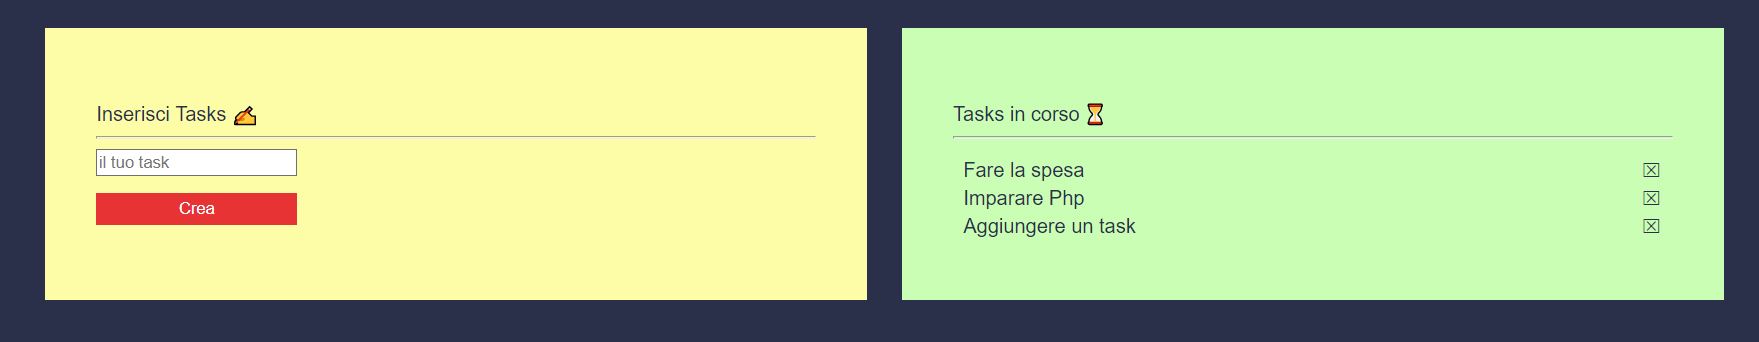 Inserisci Tasks ✍
il tuo task
Crea
Tasks in corso ⏳
Fare la spesa ☒
Imparare Php ☒
Aggiungere un task ☒